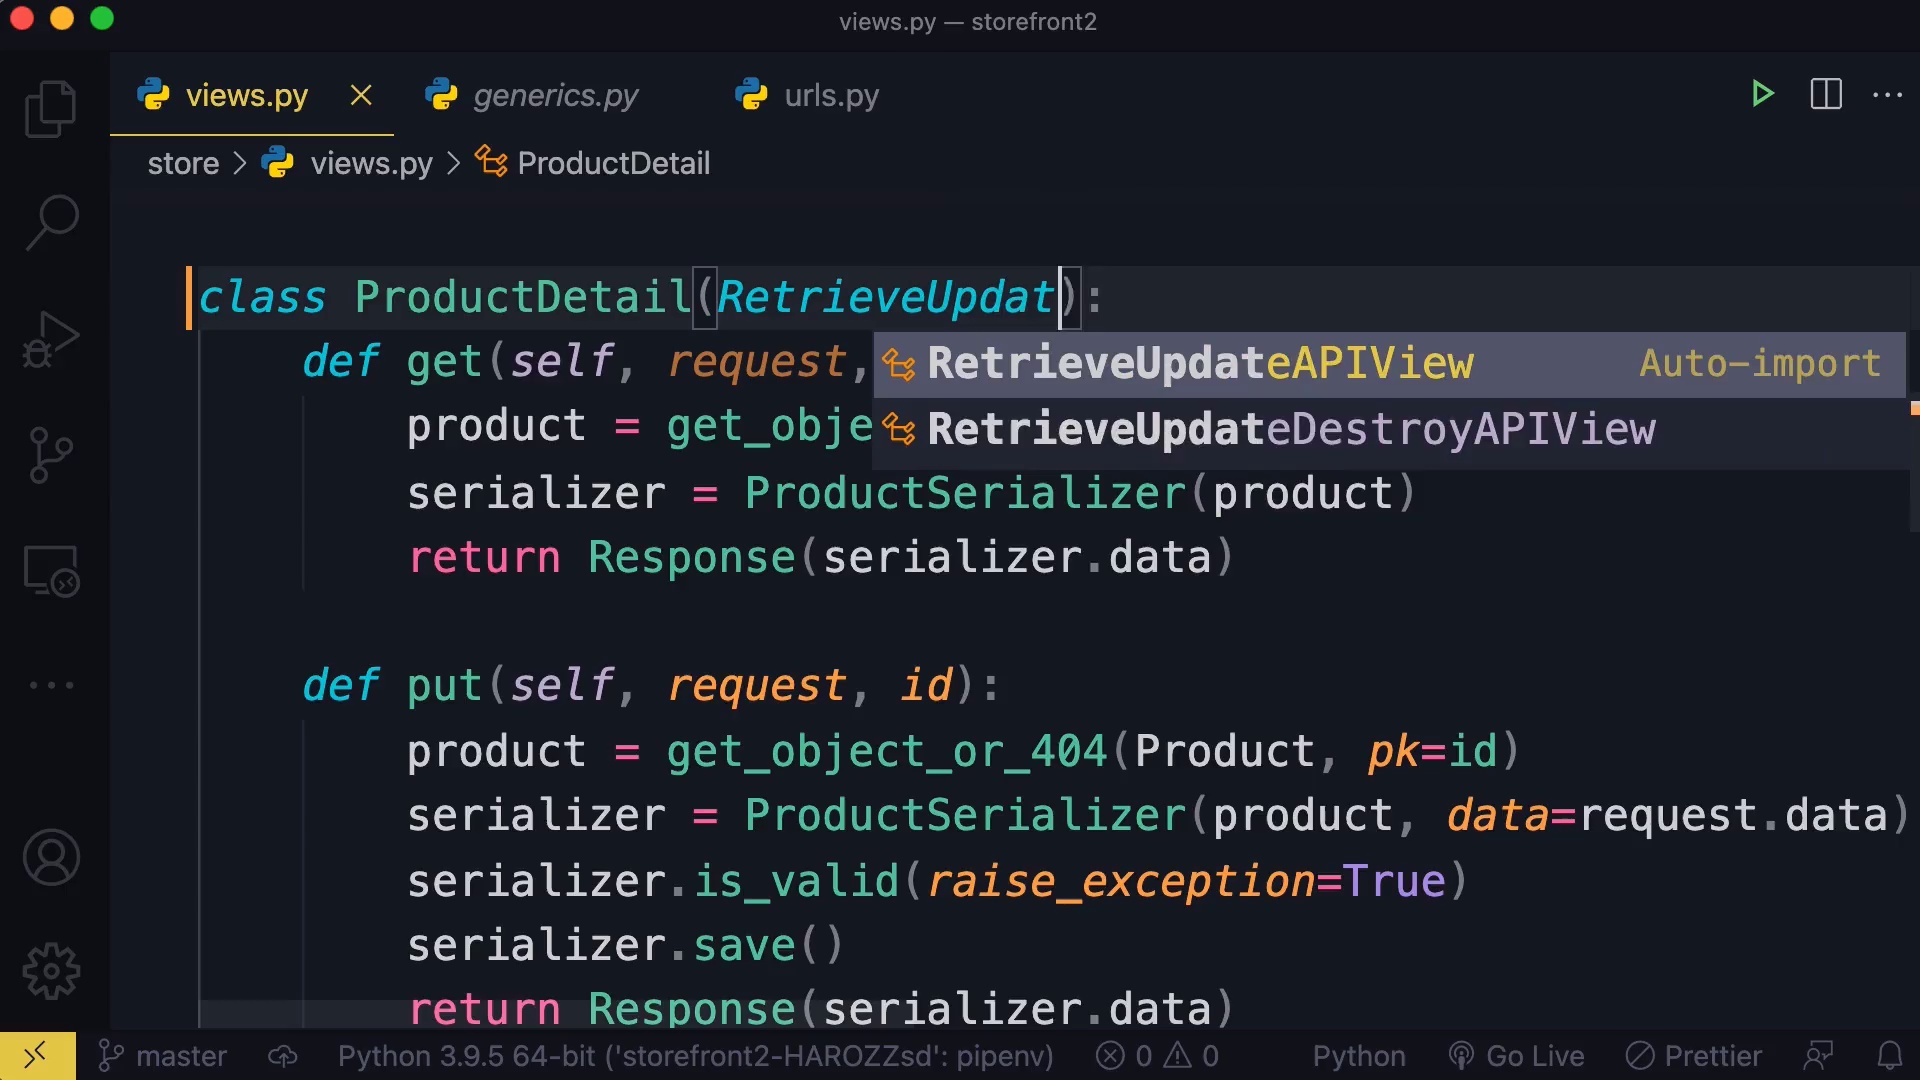 views.py — storefront2
views.py generics.py urls.py
store > views.py > ProductDetail
class ProductDetail(RetrieveUpdat):
def get(self, request,
RetrieveUpdateAPIView Auto-import
product = get_obje
RetrieveUpdateDestroyAPIView
serializer = ProductSerializer(product)
return Response(serializer.data)
def put(self, request, id):
product = get_object_or_404(Product, pk=id)
serializer = ProductSerializer(product, data=request.data)
serializer.is_valid(raise_exception=True)
serializer.save()
return Response(serializer.data)
master Python 3.9.5 64-bit ('storefront2-HAROZZsd': pipenv) 0 0 Python Go Live Prettier